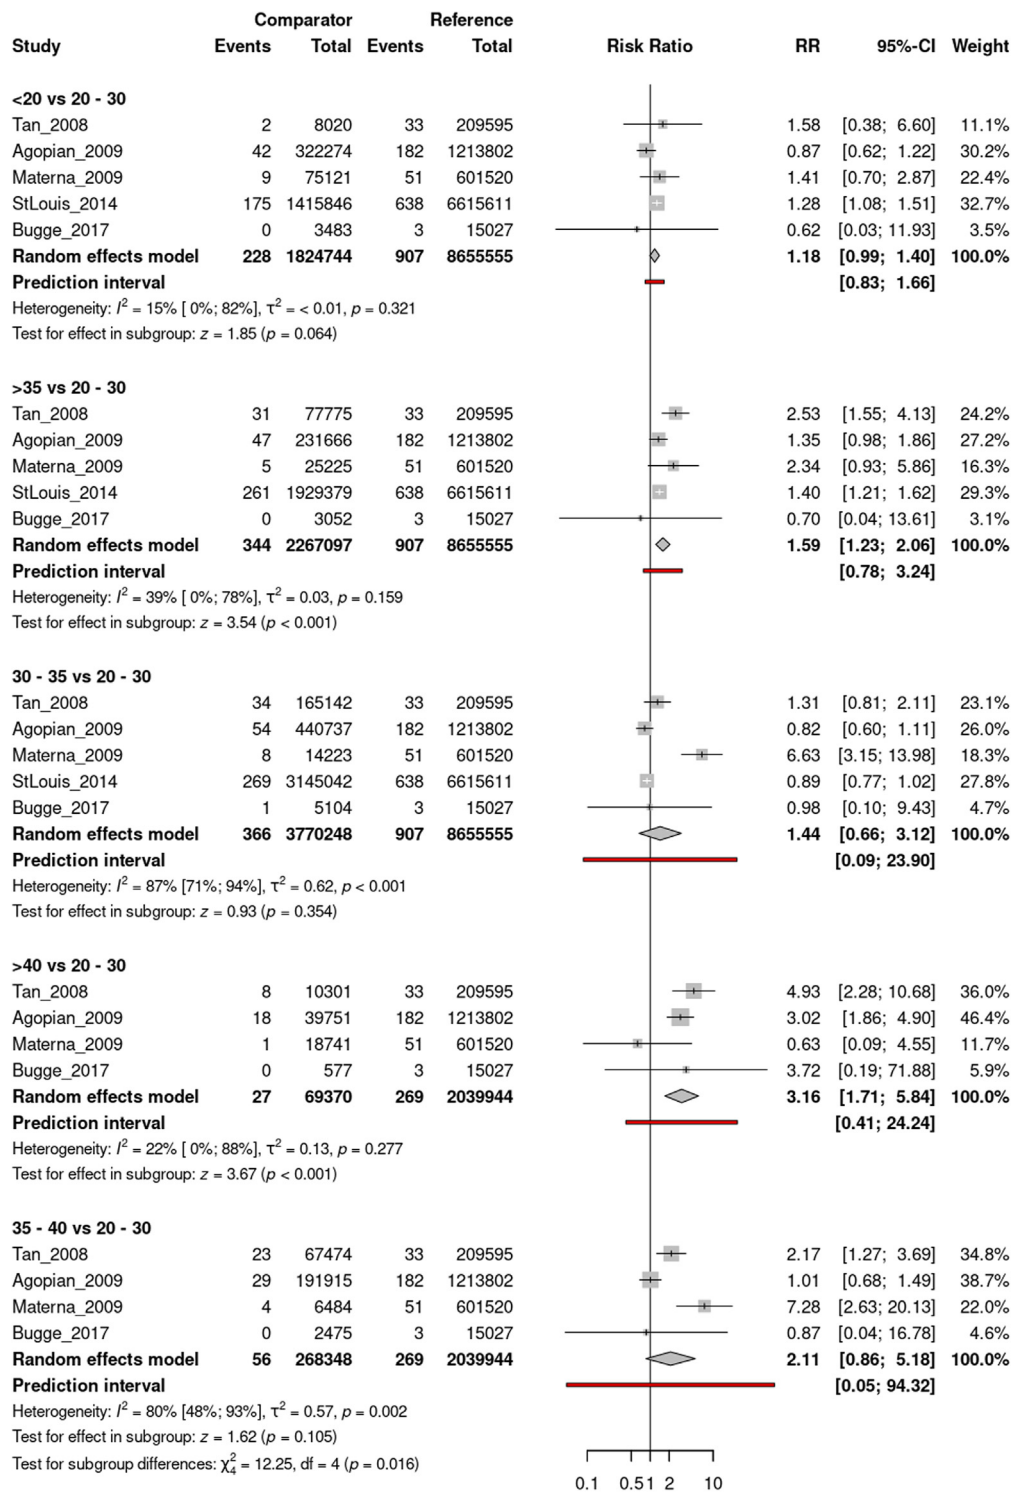 Comparator Reference
Study Events Total Events Total Risk Ratio RR 95%-CI Weight
<20 vs 20 - 30
Tan_2008 2 8020 33 209595 1.58 [0.38; 6.60] 11.1%
Agopian_2009 42 322274 182 1213802 0.87 [0.62; 1.22] 30.2%
Materna_2009 9 75121 51 601520 1.41 [0.70; 2.87] 22.4%
StLouis_2014 175 1415846 638 6615611 1.28 [1.08; 1.51] 32.7%
Bugge_2017 0 3483 3 15027 0.62 [0.03; 11.93] 3.5%
Random effects model 228 1824744 907 8655555 1.18 [0.99; 1.40] 100.0%
Prediction interval [0.83; 1.66]
Heterogeneity: I² = 15% [ 0%; 82%], τ² = < 0.01, p = 0.321
Test for effect in subgroup: z = 1.85 (p = 0.064)
>35 vs 20 - 30
Tan_2008 31 77775 33 209595 2.53 [1.55; 4.13] 24.2%
Agopian_2009 47 231666 182 1213802 1.35 [0.98; 1.86] 27.2%
Materna_2009 5 25225 51 601520 2.34 [0.93; 5.86] 16.3%
StLouis_2014 261 1929379 638 6615611 1.40 [1.21; 1.62] 29.3%
Bugge_2017 0 3052 3 15027 0.70 [0.04; 13.61] 3.1%
Random effects model 344 2267097 907 8655555 1.59 [1.23; 2.06] 100.0%
Prediction interval [0.78; 3.24]
Heterogeneity: I² = 39% [ 0%; 78%], τ² = 0.03, p = 0.159
Test for effect in subgroup: z = 3.54 (p < 0.001)
30 - 35 vs 20 - 30
Tan_2008 34 165142 33 209595 1.31 [0.81; 2.11] 23.1%
Agopian_2009 54 440737 182 1213802 0.82 [0.60; 1.11] 26.0%
Materna_2009 8 14223 51 601520 6.63 [3.15; 13.98] 18.3%
StLouis_2014 269 3145042 638 6615611 0.89 [0.77; 1.02] 27.8%
Bugge_2017 1 5104 3 15027 0.98 [0.10; 9.43] 4.7%
Random effects model 366 3770248 907 8655555 1.44 [0.66; 3.12] 100.0%
Prediction interval [0.09; 23.90]
Heterogeneity: I² = 87% [71%; 94%], τ² = 0.62, p < 0.001
Test for effect in subgroup: z = 0.93 (p = 0.354)
>40 vs 20 - 30
Tan_2008 8 10301 33 209595 4.93 [2.28; 10.68] 36.0%
Agopian_2009 18 39751 182 1213802 3.02 [1.86; 4.90] 46.4%
Materna_2009 1 18741 51 601520 0.63 [0.09; 4.55] 11.7%
Bugge_2017 0 577 3 15027 3.72 [0.19; 71.88] 5.9%
Random effects model 27 69370 269 2039944 3.16 [1.71; 5.84] 100.0%
Prediction interval [0.41; 24.24]
Heterogeneity: I² = 22% [ 0%; 88%], τ² = 0.13, p = 0.277
Test for effect in subgroup: z = 3.67 (p < 0.001)
35 - 40 vs 20 - 30
Tan_2008 23 67474 33 209595 2.17 [1.27; 3.69] 34.8%
Agopian_2009 29 191915 182 1213802 1.01 [0.68; 1.49] 38.7%
Materna_2009 4 6484 51 601520 7.28 [2.63; 20.13] 22.0%
Bugge_2017 0 2475 3 15027 0.87 [0.04; 16.78] 4.6%
Random effects model 56 268348 269 2039944 2.11 [0.86; 5.18] 100.0%
Prediction interval [0.05; 94.32]
Heterogeneity: I² = 80% [48%; 93%], τ² = 0.57, p = 0.002
Test for effect in subgroup: z = 1.62 (p = 0.105)
Test for subgroup differences: χ²₄ = 12.25, df = 4 (p = 0.016)
0.1 0.5 1 2 10